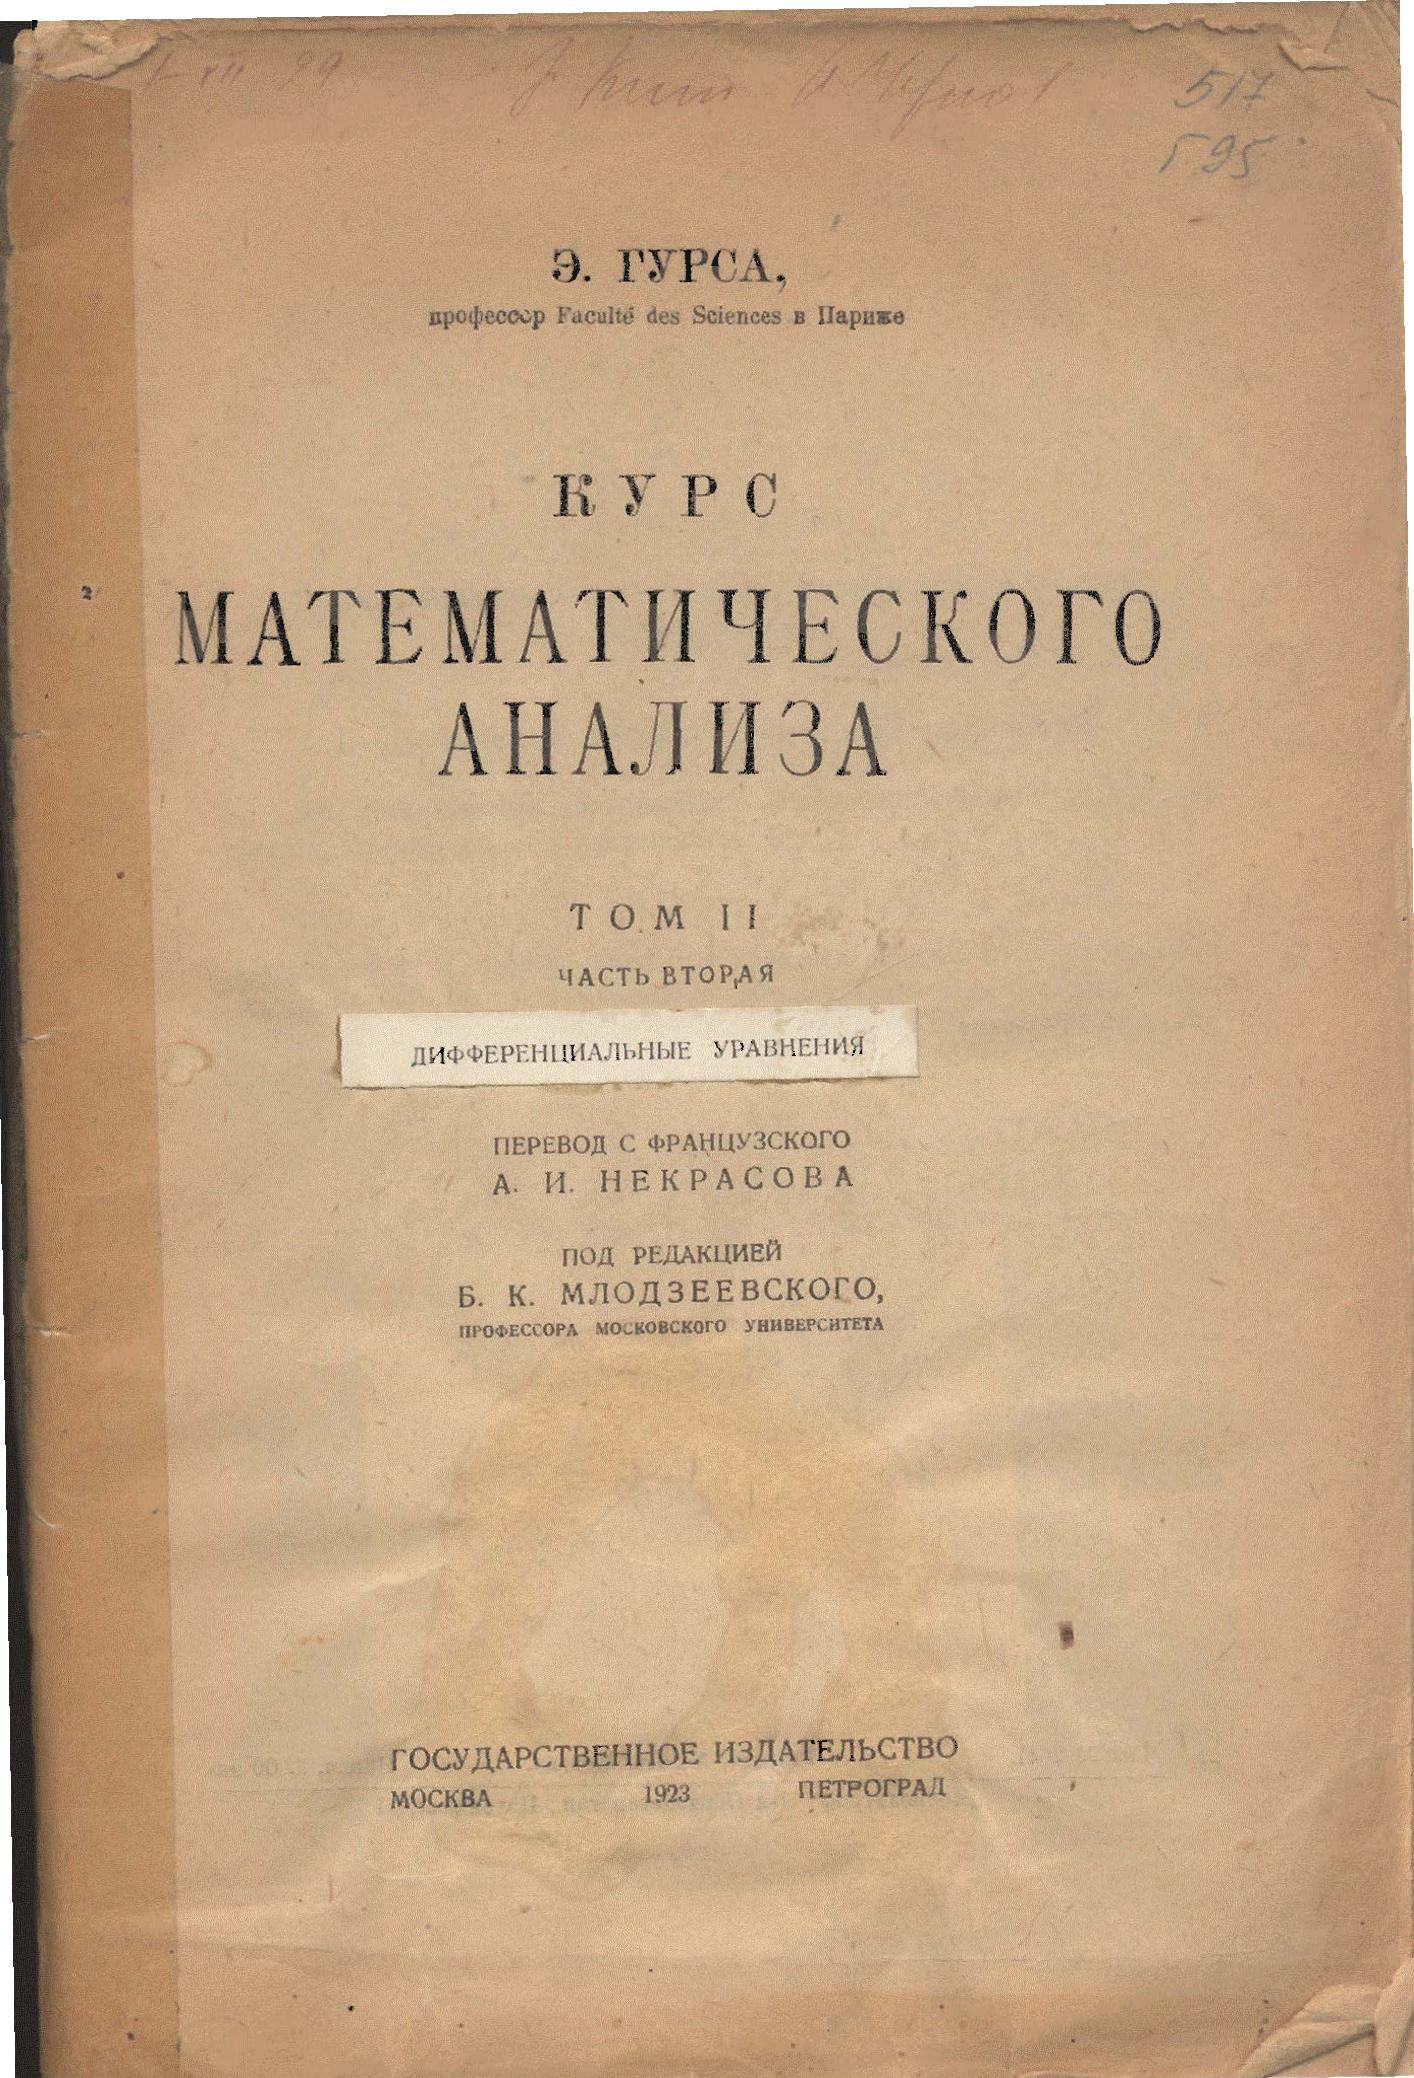 517
Г 95
Э. ГУРСА,
профессор Faculté des Sciences в Париже
КУРС
МАТЕМАТИЧЕСКОГО
АНАЛИЗА
ТОМ II
ЧАСТЬ ВТОРАЯ
ДИФФЕРЕНЦИАЛЬНЫЕ УРАВНЕНИЯ
ПЕРЕВОД С ФРАНЦУЗСКОГО
А. И. НЕКРАСОВА
ПОД РЕДАКЦИЕЙ
Б. К. МЛОДЗЕЕВСКОГО,
ПРОФЕССОРА МОСКОВСКОГО УНИВЕРСИТЕТА
ГОСУДАРСТВЕННОЕ ИЗДАТЕЛЬСТВО
МОСКВА 1923 ПЕТРОГРАД